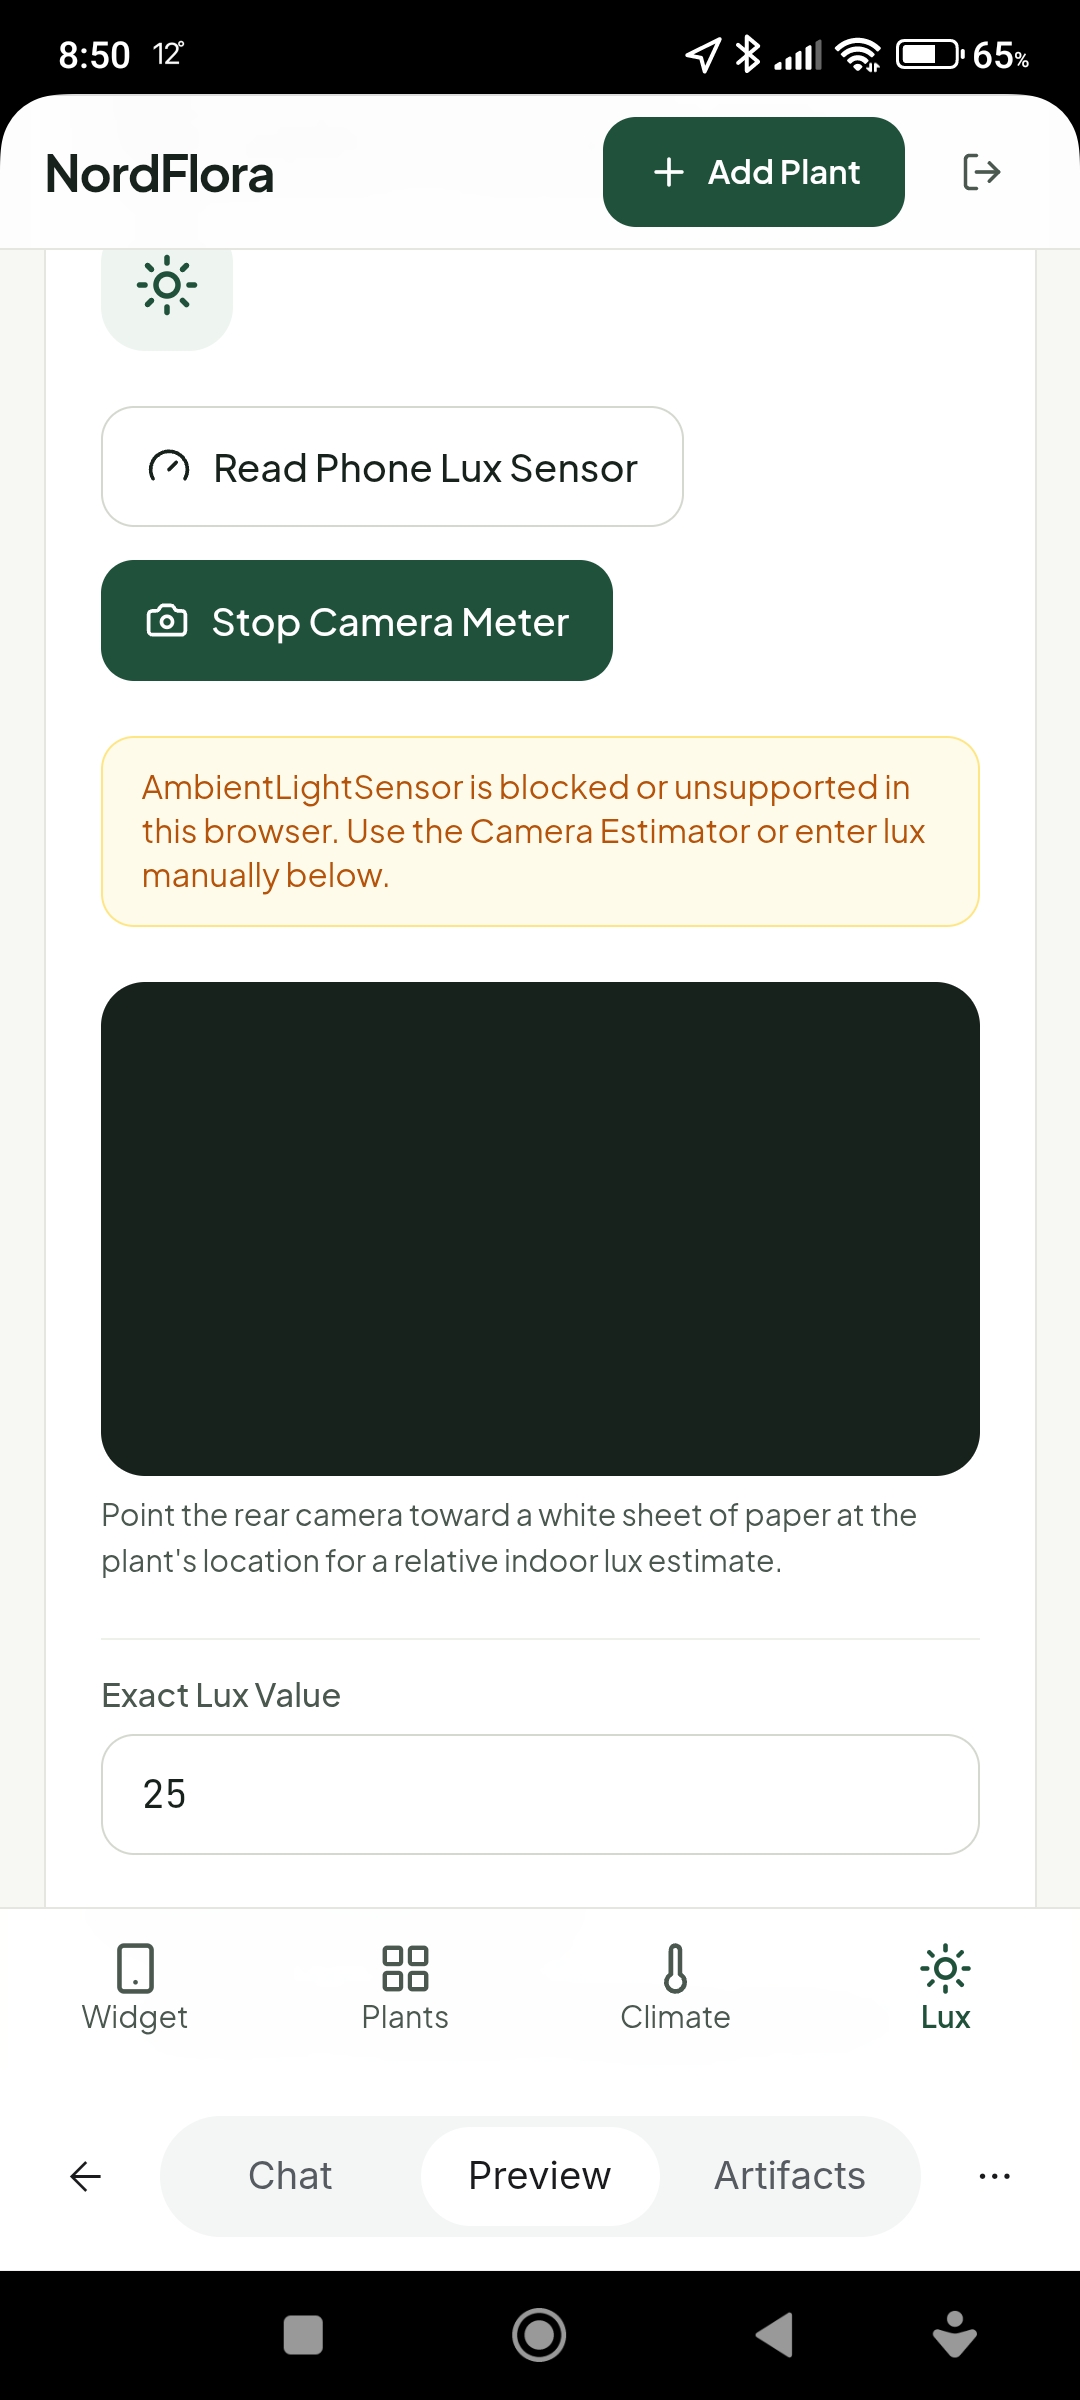 8:50 12° 65%
NordFlora
Add Plant
Read Phone Lux Sensor
Stop Camera Meter
AmbientLightSensor is blocked or unsupported in
this browser. Use the Camera Estimator or enter lux
manually below.
Point the rear camera toward a white sheet of paper at the
plant's location for a relative indoor lux estimate.
Exact Lux Value
25
Widget Plants Climate Lux
Chat Preview Artifacts